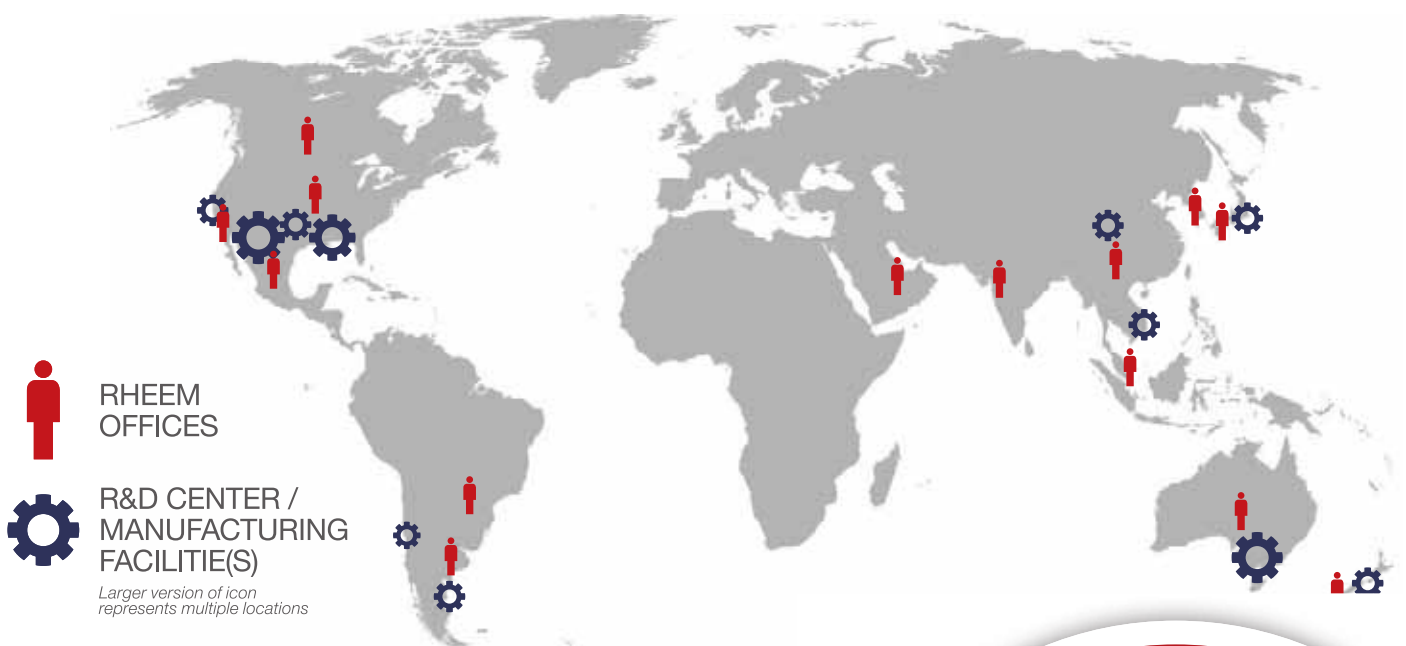 RHEEM
OFFICES
R&D CENTER /
MANUFACTURING
FACILITIE(S)
Larger version of icon
represents multiple locations